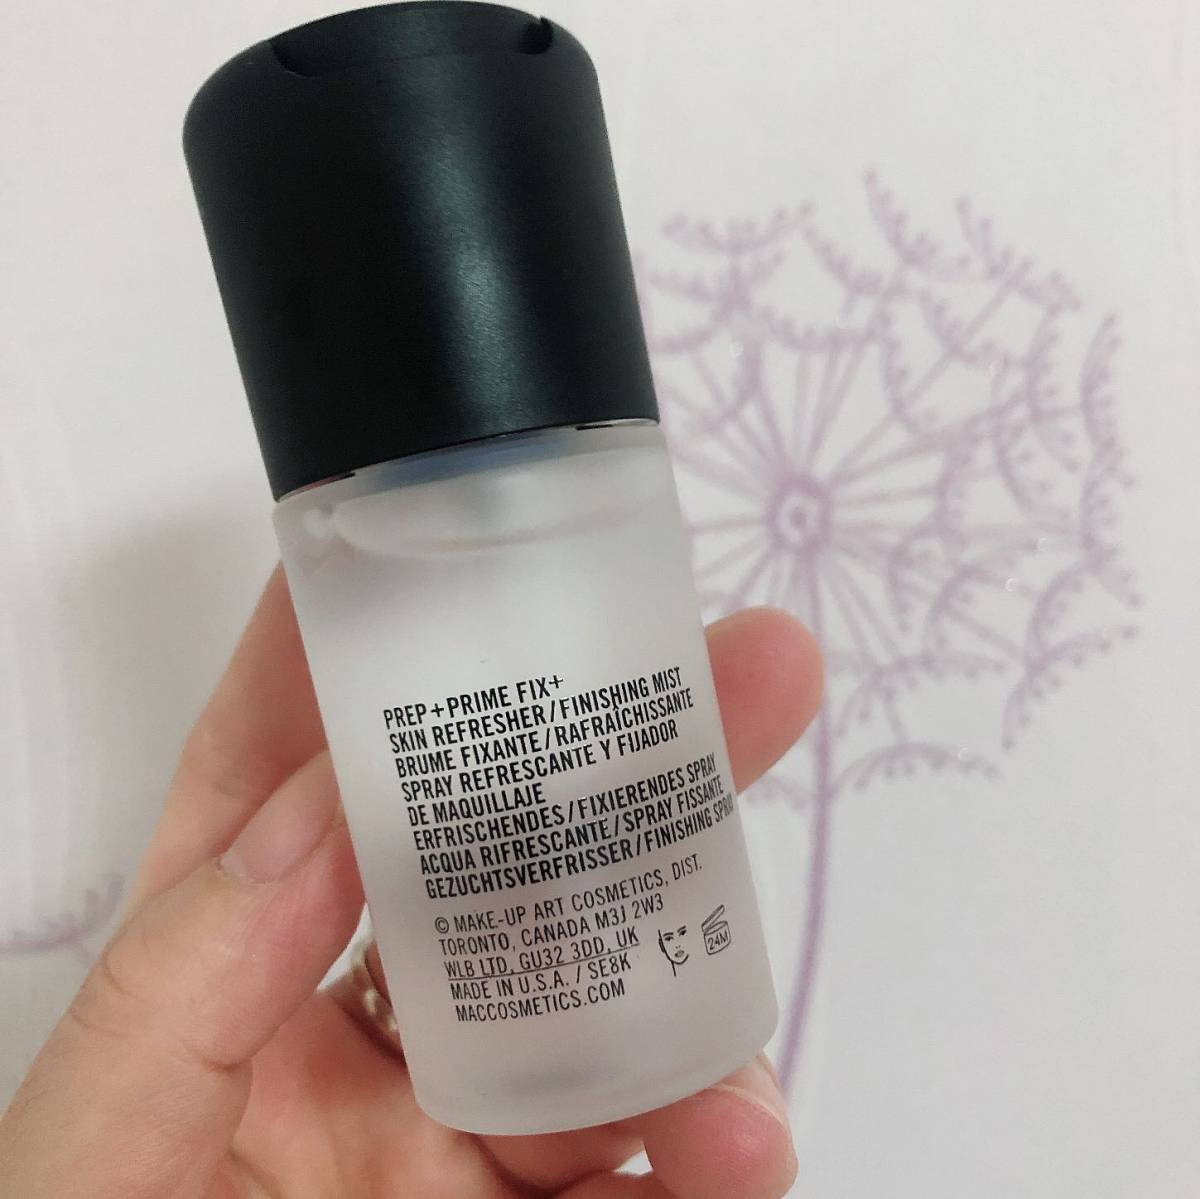 PREP+PRIME FIX+
SKIN REFRESHER/FINISHING MIST
BRUME FIXANTE/RAFRAÎCHISSANTE
SPRAY REFRESCANTE Y FIJADOR
DE MAQUILLAJE
ERFRISCHENDES/FIXIERENDES SPRAY
ACQUA RIFRESCANTE/SPRAY FISSANTE
GEZUCHTSVERFRISSER/FINISHING SPRAY
© MAKE-UP ART COSMETICS, DIST.
TORONTO, CANADA M3J 2W3
WLB LTD, GU32 3DD, UK
MADE IN U.S.A. / SE8K
MACCOSMETICS.COM
24M